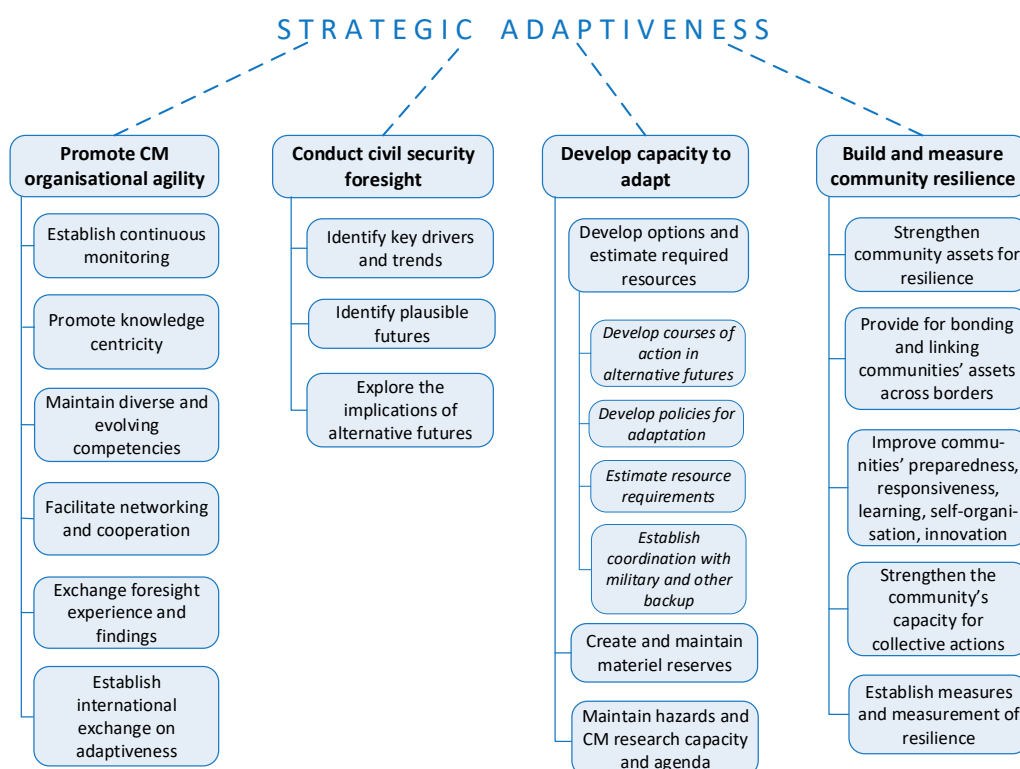 STRATEGIC ADAPTIVENESS
Promote CM
organisational agility
Establish continuous
monitoring
Promote knowledge
centricity
Maintain diverse and
evolving
competencies
Facilitate networking
and cooperation
Exchange foresight
experience and
findings
Establish
international
exchange on
adaptiveness
Conduct civil security
foresight
Identify key drivers
and trends
Identify plausible
futures
Explore the
implications of
alternative futures
Develop capacity to
adapt
Develop options and
estimate required
resources
Develop courses of
action in
alternative futures
Develop policies for
adaptation
Estimate resource
requirements
Establish
coordination with
military and other
backup
Create and maintain
materiel reserves
Maintain hazards and
CM research capacity
and agenda
Build and measure
community resilience
Strengthen
community assets for
resilience
Provide for bonding
and linking
communities’ assets
across borders
Improve commu-
nities’ preparedness,
responsiveness,
learning, self-organi-
sation, innovation
Strengthen the
community’s
capacity for
collective actions
Establish measures
and measurement of
resilience